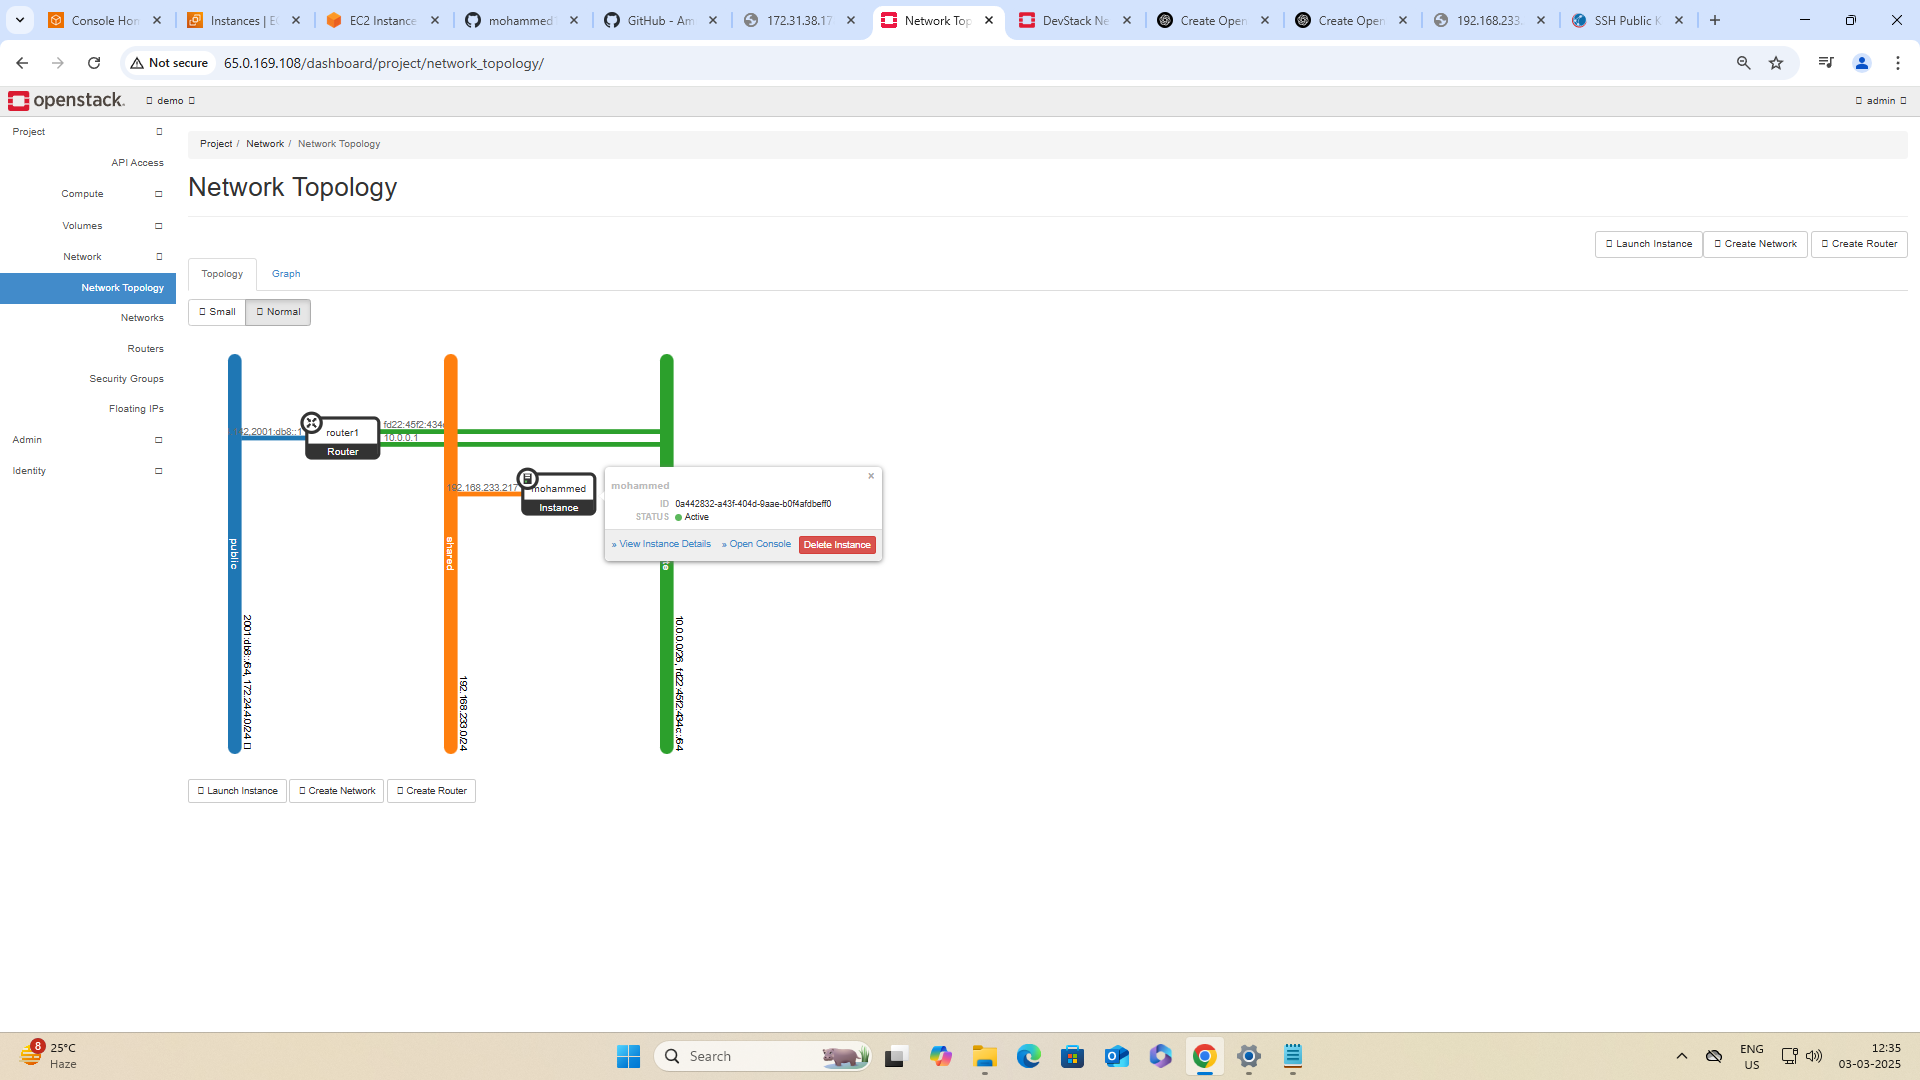 Console Hon
Instances | E
EC2 Instance
mohammed
GitHub - Am
172.31.38.17
Network Top
DevStack Ne
Create Open
Create Open
192.168.233.
SSH Public K
Not secure
65.0.169.108/dashboard/project/network_topology/
openstack.
demo
admin
Project
API Access
Compute
Volumes
Network
Network Topology
Networks
Routers
Security Groups
Floating IPs
Admin
Identity
Project / Network / Network Topology
Network Topology
Launch Instance
Create Network
Create Router
Topology
Graph
Small
Normal
2001:db8::1
router1
Router
fd22:45f2:434
10.0.0.1
192.168.233.217
mohammed
Instance
mohammed
×
ID 0a442832-a43f-404d-9aae-b0f4afdbeff0
STATUS Active
» View Instance Details
» Open Console
Delete Instance
public
shared
te
2001:db8::/64, 172.24.4.0/24
192.168.233.0/24
10.0.0.0/26, fd22:45f2:434c::/64
Launch Instance
Create Network
Create Router
8
25°C
Haze
Search
ENG
US
12:35
03-03-2025